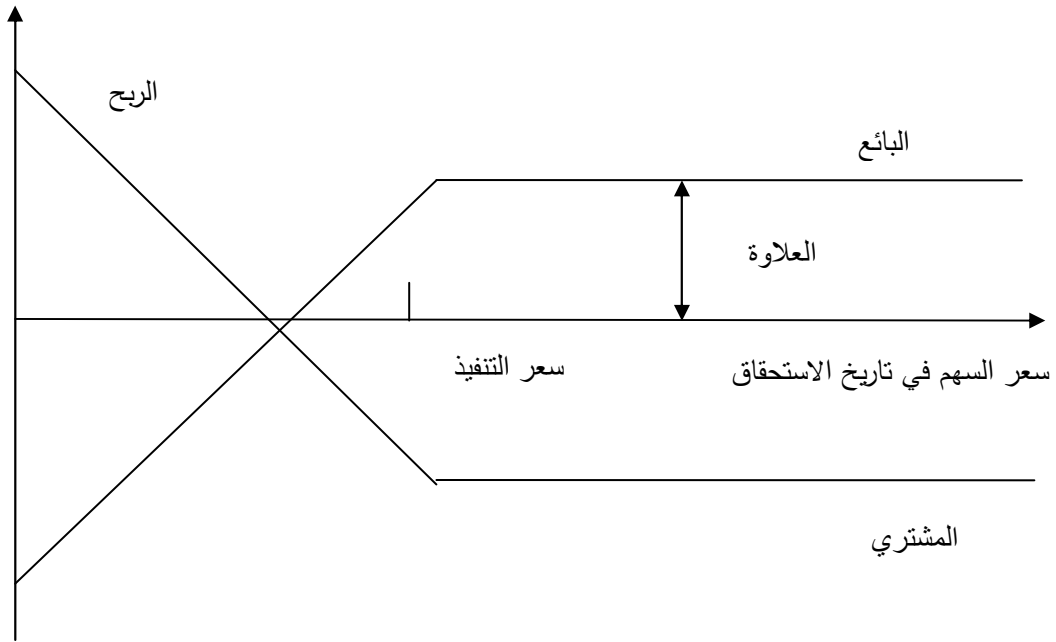 الربح
البائع
العلاوة
سعر السهم في تاريخ الاستحقاق
سعر التنفيذ
المشتري